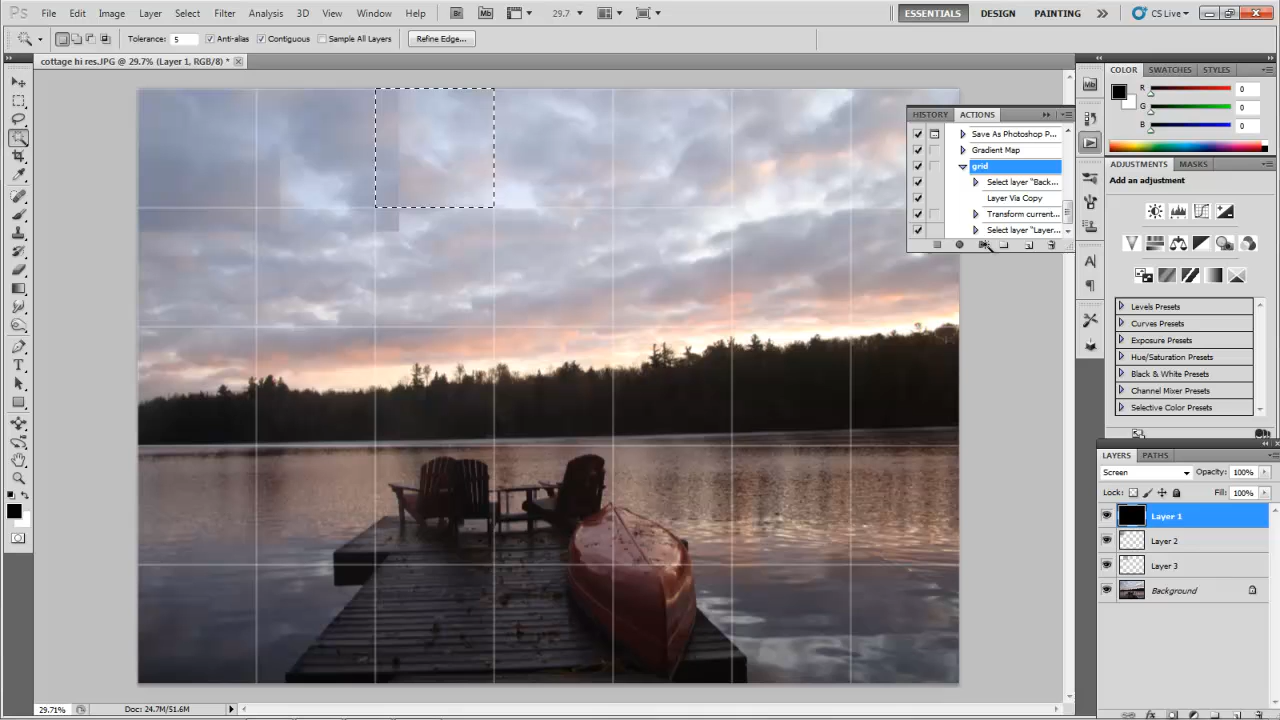 Ps File Edit Image Layer Select Filter Analysis 3D View Window Help Br Mb 29.7 ESSENTIALS DESIGN PAINTING CS Live
Tolerance: 5 Anti-alias Contiguous Sample All Layers Refine Edge...
cottage hi res.JPG @ 29.7% (Layer 1, RGB/8) *
COLOR SWATCHES STYLES
Mb
R 0
G 0
B 0
HISTORY ACTIONS
Save As Photoshop P...
Gradient Map
grid
Select layer "Back...
Layer Via Copy
Transform current...
Select layer "Layer...
ADJUSTMENTS MASKS
Add an adjustment
Levels Presets
Curves Presets
Exposure Presets
Hue/Saturation Presets
Black & White Presets
Channel Mixer Presets
Selective Color Presets
LAYERS PATHS
Screen Opacity: 100%
Lock: Fill: 100%
Layer 1
Layer 2
Layer 3
Background
29.71% Doc: 24.7M/51.6M